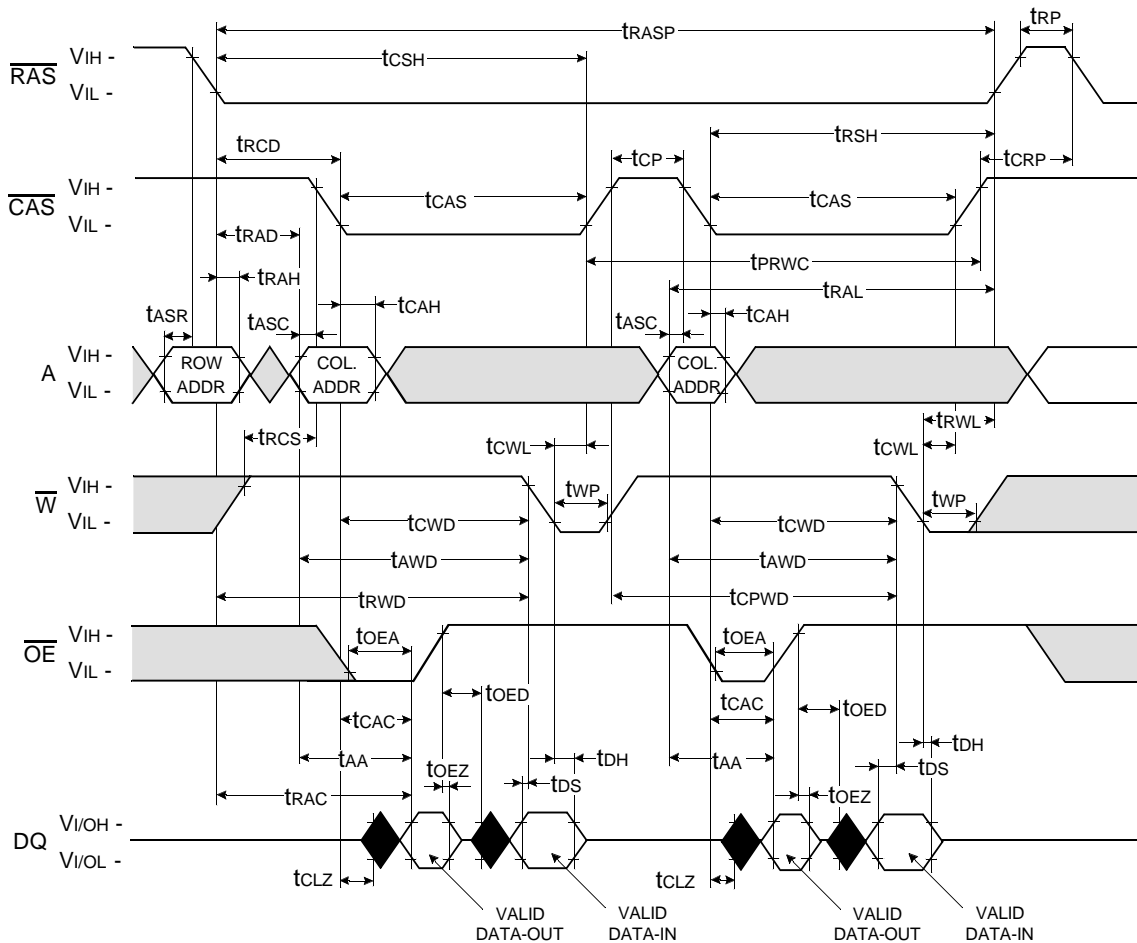 tRASP
tRP
tCSH
RAS
VIH -
VIL -
tRCD
tRSH
tCP
tCRP
CAS
VIH -
VIL -
tCAS
tCAS
tRAD
tPRWC
tRAH
tRAL
tASR
tASC
tCAH
tASC
tCAH
A
VIH -
VIL -
ROW
ADDR
COL.
ADDR
COL.
ADDR
tRCS
tCWL
tRWL
tCWL
W
VIH -
VIL -
tWP
tWP
tCWD
tCWD
tAWD
tAWD
tRWD
tCPWD
OE
VIH -
VIL -
tOEA
tOEA
tOED
tOED
tCAC
tCAC
tAA
tDH
tAA
tDH
tOEZ
tDS
tOEZ
tDS
tRAC
DQ
VI/OH -
VI/OL -
tCLZ
tCLZ
VALID
DATA-OUT
VALID
DATA-IN
VALID
DATA-OUT
VALID
DATA-IN